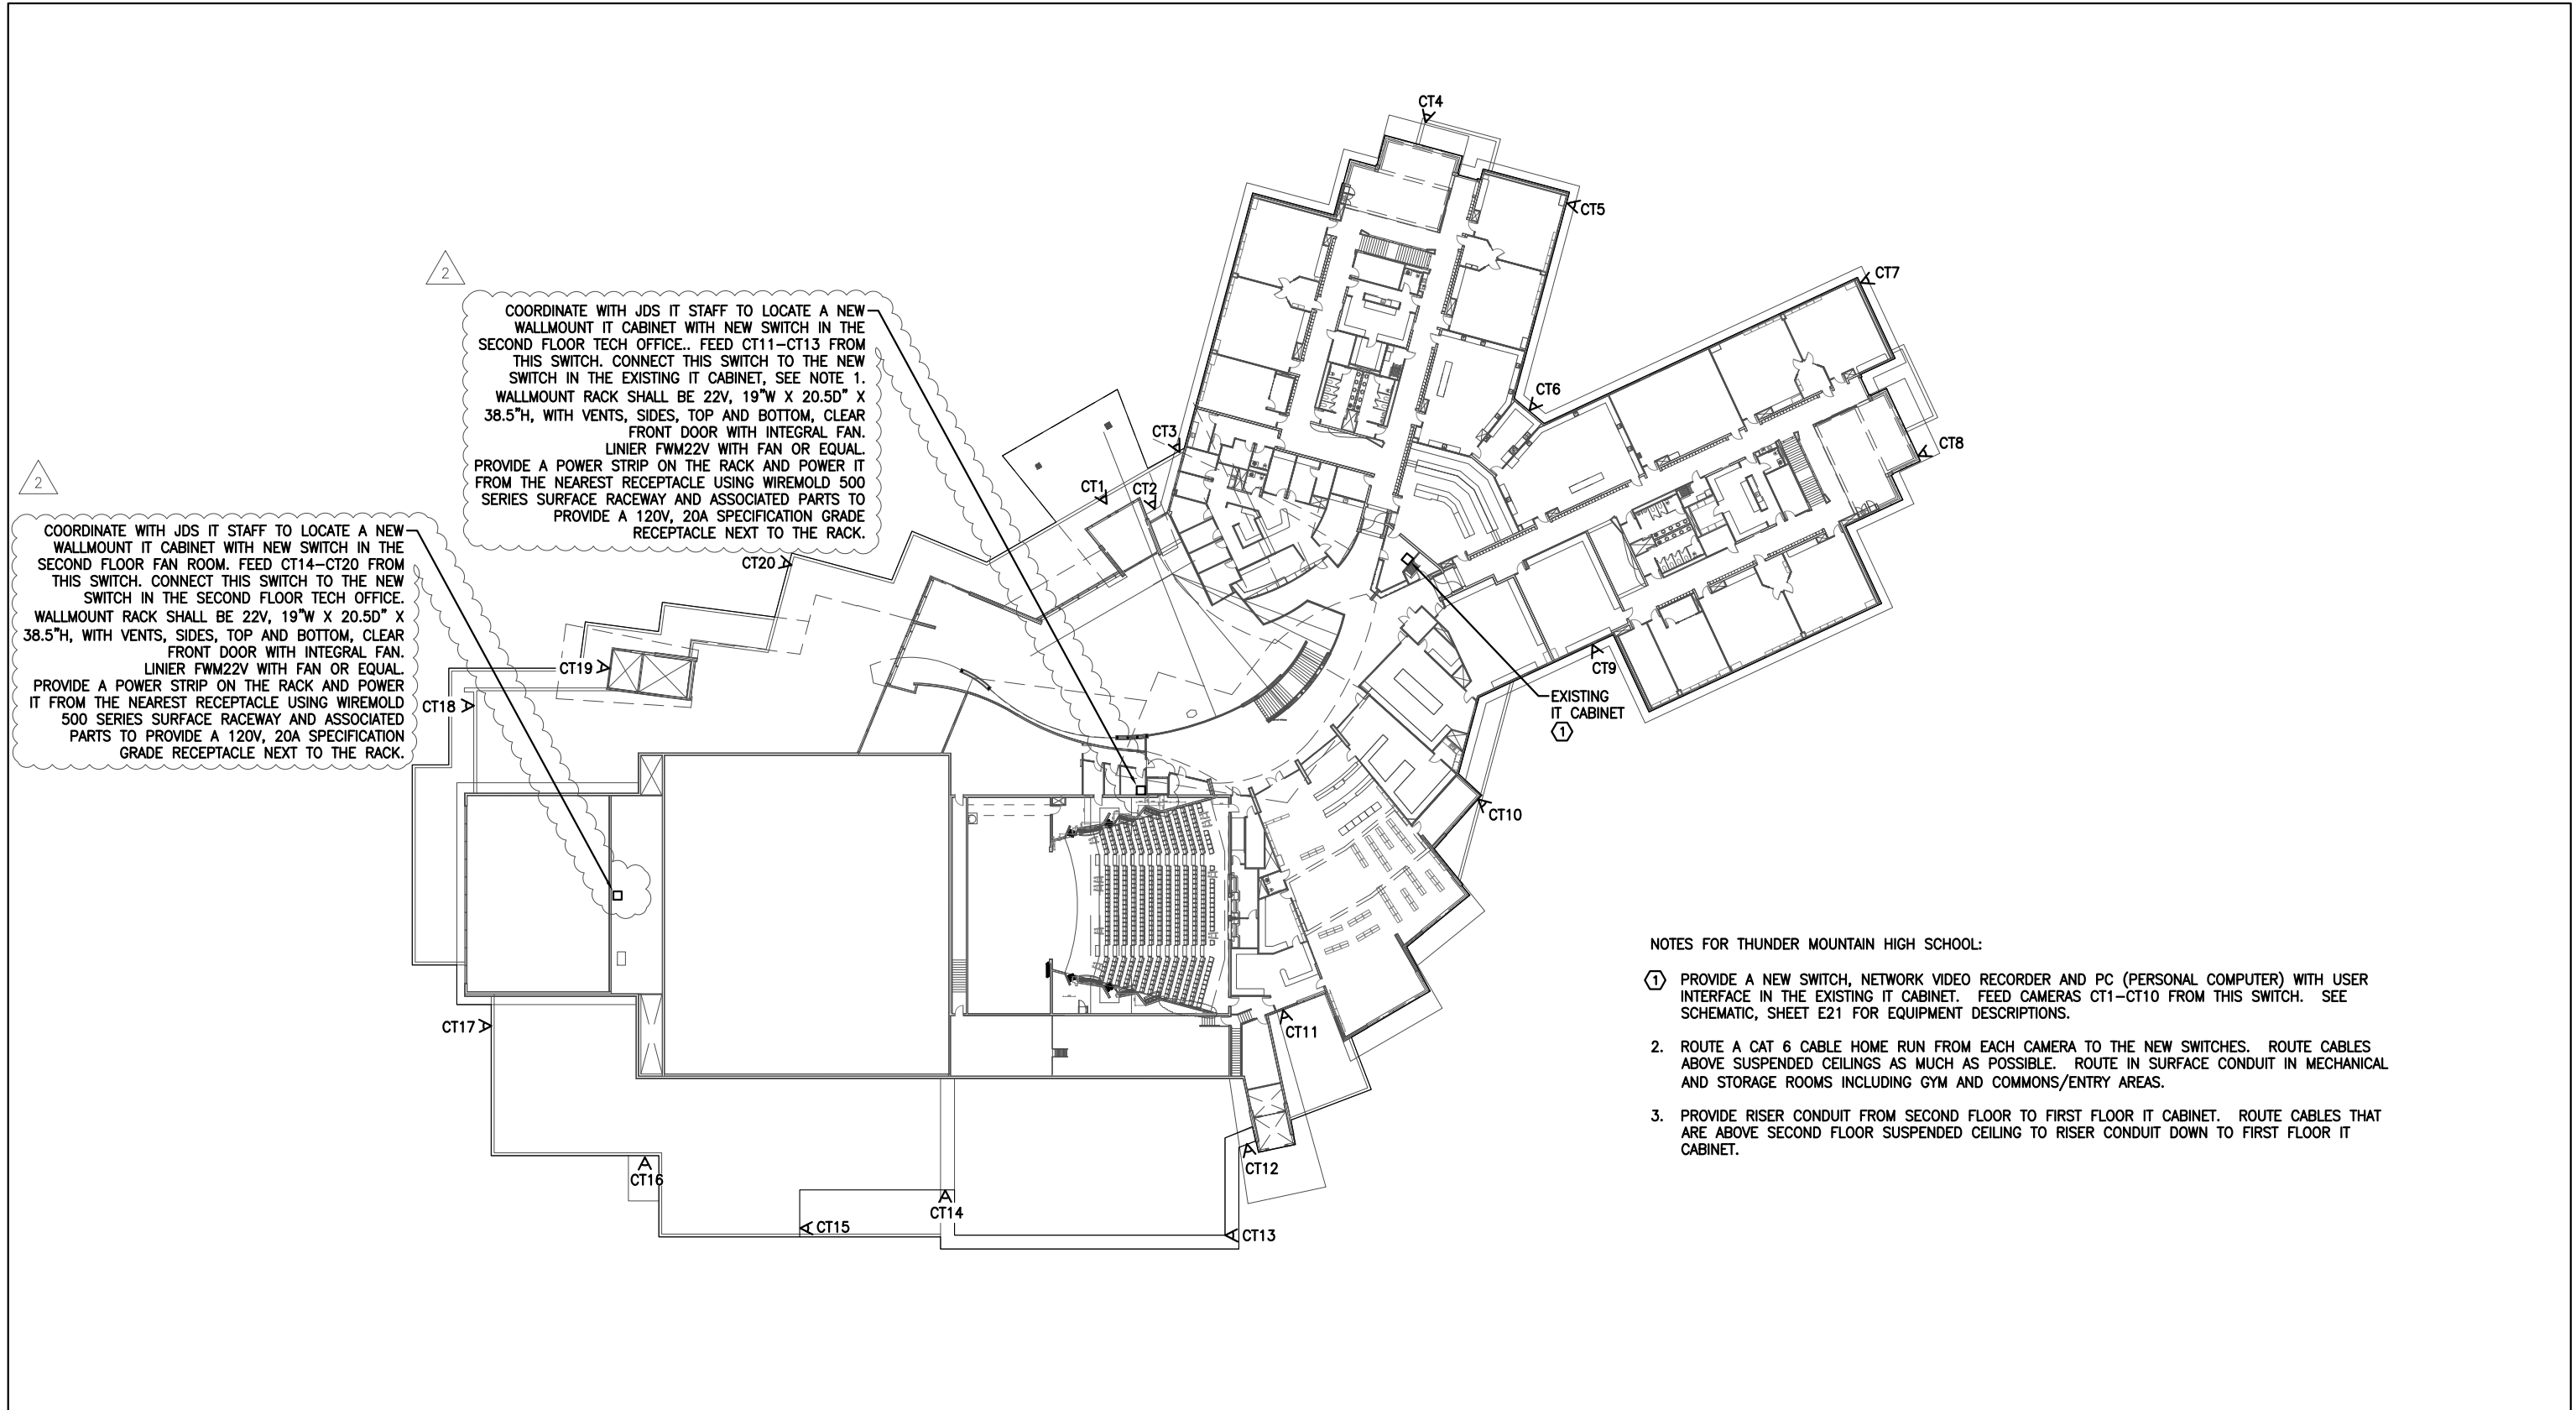 CT4
CT5
CT7
2
COORDINATE WITH JDS IT STAFF TO LOCATE A NEW
WALLMOUNT IT CABINET WITH NEW SWITCH IN THE
SECOND FLOOR TECH OFFICE.. FEED CT11-CT13 FROM
THIS SWITCH. CONNECT THIS SWITCH TO THE NEW
SWITCH IN THE EXISTING IT CABINET, SEE NOTE 1.
WALLMOUNT RACK SHALL BE 22V, 19"W X 20.5D" X
38.5"H, WITH VENTS, SIDES, TOP AND BOTTOM, CLEAR
FRONT DOOR WITH INTEGRAL FAN.
LINIER FWM22V WITH FAN OR EQUAL.
PROVIDE A POWER STRIP ON THE RACK AND POWER IT
FROM THE NEAREST RECEPTACLE USING WIREMOLD 500
SERIES SURFACE RACEWAY AND ASSOCIATED PARTS TO
PROVIDE A 120V, 20A SPECIFICATION GRADE
RECEPTACLE NEXT TO THE RACK.
CT6
CT3
CT8
CT1
CT2
2
COORDINATE WITH JDS IT STAFF TO LOCATE A NEW
WALLMOUNT IT CABINET WITH NEW SWITCH IN THE
SECOND FLOOR FAN ROOM. FEED CT14-CT20 FROM
THIS SWITCH. CONNECT THIS SWITCH TO THE NEW
SWITCH IN THE SECOND FLOOR TECH OFFICE.
WALLMOUNT RACK SHALL BE 22V, 19"W X 20.5D" X
38.5"H, WITH VENTS, SIDES, TOP AND BOTTOM, CLEAR
FRONT DOOR WITH INTEGRAL FAN.
LINIER FWM22V WITH FAN OR EQUAL.
PROVIDE A POWER STRIP ON THE RACK AND POWER
IT FROM THE NEAREST RECEPTACLE USING WIREMOLD
500 SERIES SURFACE RACEWAY AND ASSOCIATED
PARTS TO PROVIDE A 120V, 20A SPECIFICATION
GRADE RECEPTACLE NEXT TO THE RACK.
CT20
CT19
CT9
CT18
EXISTING
IT CABINET
1
CT10
CT17
CT11
CT12
CT16
CT14
CT15
CT13
NOTES FOR THUNDER MOUNTAIN HIGH SCHOOL:
1 PROVIDE A NEW SWITCH, NETWORK VIDEO RECORDER AND PC (PERSONAL COMPUTER) WITH USER
INTERFACE IN THE EXISTING IT CABINET. FEED CAMERAS CT1-CT10 FROM THIS SWITCH. SEE
SCHEMATIC, SHEET E21 FOR EQUIPMENT DESCRIPTIONS.
2. ROUTE A CAT 6 CABLE HOME RUN FROM EACH CAMERA TO THE NEW SWITCHES. ROUTE CABLES
ABOVE SUSPENDED CEILINGS AS MUCH AS POSSIBLE. ROUTE IN SURFACE CONDUIT IN MECHANICAL
AND STORAGE ROOMS INCLUDING GYM AND COMMONS/ENTRY AREAS.
3. PROVIDE RISER CONDUIT FROM SECOND FLOOR TO FIRST FLOOR IT CABINET. ROUTE CABLES THAT
ARE ABOVE SECOND FLOOR SUSPENDED CEILING TO RISER CONDUIT DOWN TO FIRST FLOOR IT
CABINET.